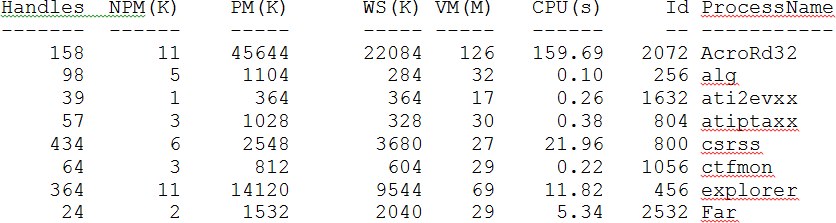 Handles  NPM(K)    PM(K)      WS(K) VM(M)   CPU(s)     Id ProcessName
-------  ------    -----      ----- -----   ------     -- -----------
    158      11    45644      22084   126   159.69   2072 AcroRd32
     98       5     1104        284    32     0.10    256 alg
     39       1      364        364    17     0.26   1632 ati2evxx
     57       3     1028        328    30     0.38    804 atiptaxx
    434       6     2548       3680    27    21.96    800 csrss
     64       3      812        604    29     0.22   1056 ctfmon
    364      11    14120       9544    69    11.82    456 explorer
     24       2     1532       2040    29     5.34   2532 Far